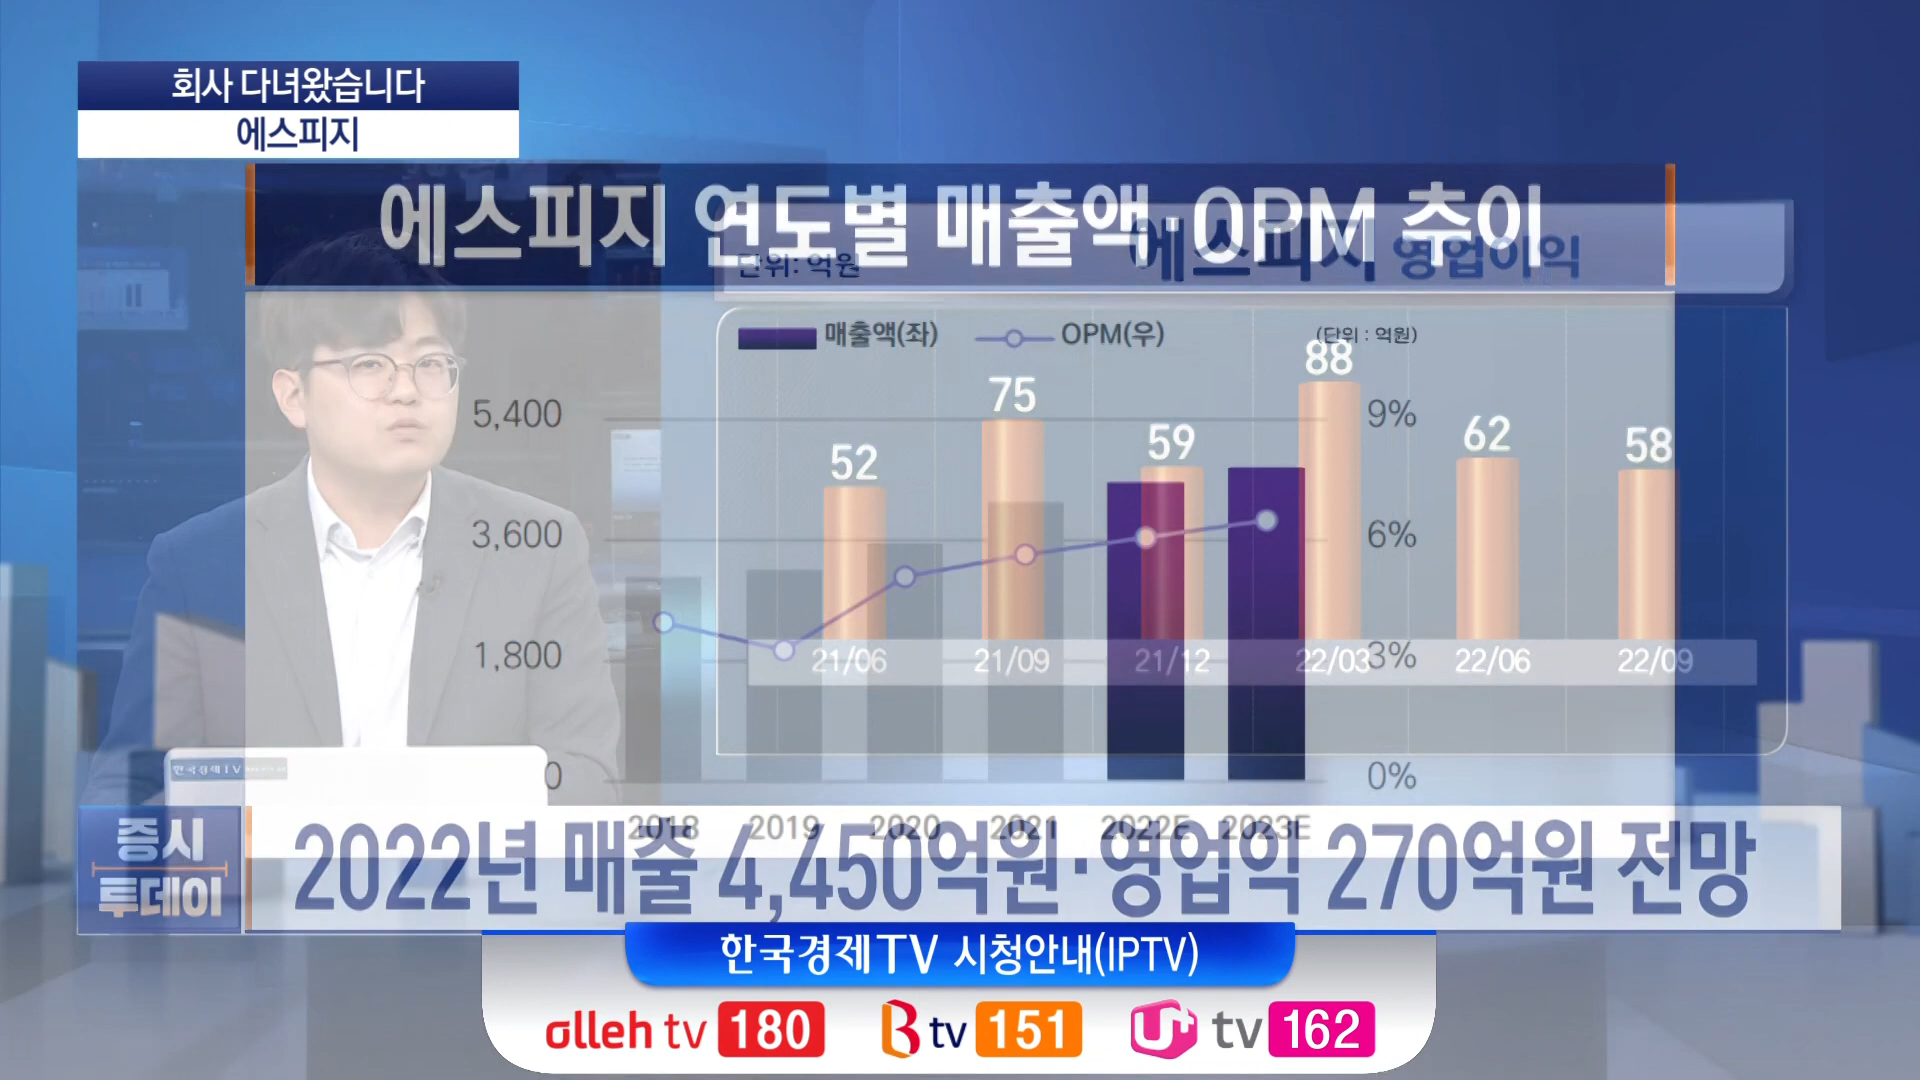 회사 다녀왔습니다
에스피지
에스피지 연도별 매출액·OPM 추이
단위: 억원
에스피지 영업이익
매출액(좌)
OPM(우)
(단위 : 억원)
88
75
5,400
9%
59
62
58
52
3,600
6%
1,800
3%
21/06
21/09
21/12
22/03
22/06
22/09
한국경제TV
0
0%
2018
2019
2020
2021
2022E
2023E
증시
투데이
2022년 매출 4,450억원·영업익 270억원 전망
한국경제TV 시청안내(IPTV)
olleh tv 180
B tv 151
U+ tv 162